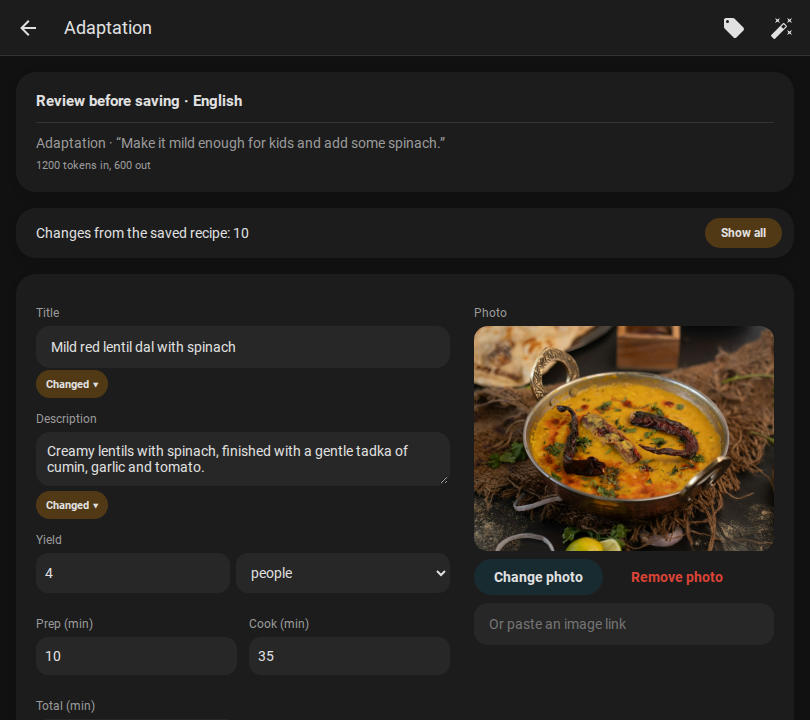 Adaptation
Review before saving · English
Adaptation · “Make it mild enough for kids and add some spinach.”
1200 tokens in, 600 out
Changes from the saved recipe: 10
Show all
Title
Mild red lentil dal with spinach
Changed ▾
Description
Creamy lentils with spinach, finished with a gentle tadka of
cumin, garlic and tomato.
Changed ▾
Yield
4
people
Prep (min)
Cook (min)
10
35
Total (min)
Photo
Change photo
Remove photo
Or paste an image link